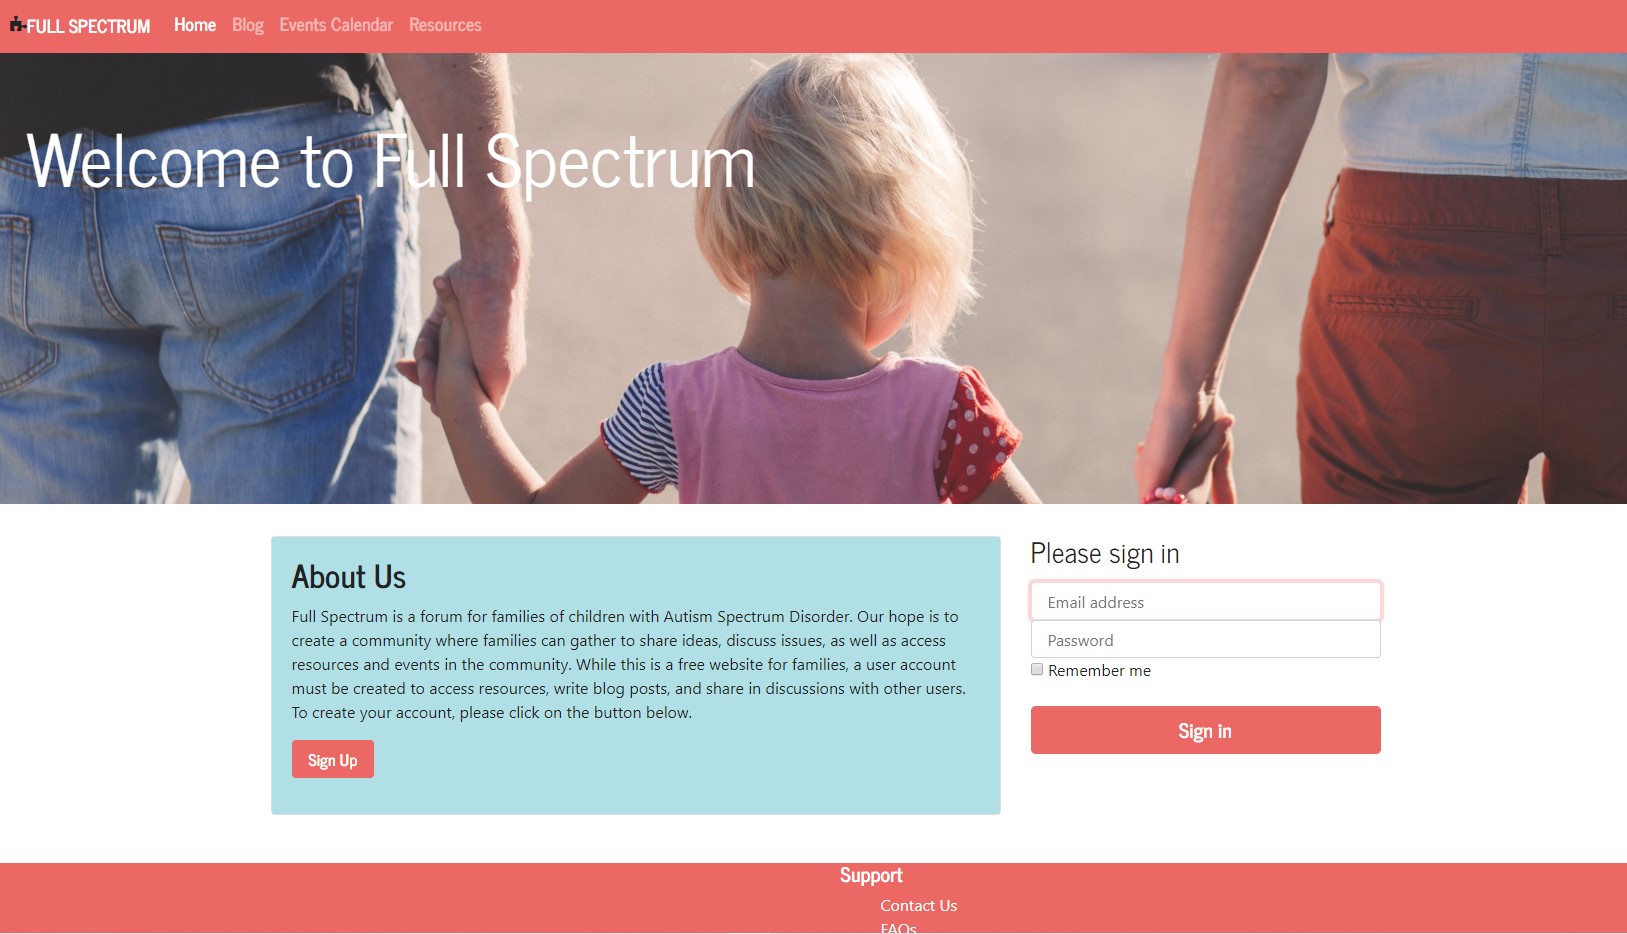 FULL SPECTRUM Home Blog Events Calendar Resources
Welcome to Full Spectrum
About Us
Full Spectrum is a forum for families of children with Autism Spectrum Disorder. Our hope is to
create a community where families can gather to share ideas, discuss issues, as well as access
resources and events in the community. While this is a free website for families, a user account
must be created to access resources, write blog posts, and share in discussions with other users.
To create your account, please click on the button below.
Sign Up
Please sign in
Email address
Password
Remember me
Sign in
Support
Contact Us
FAQs